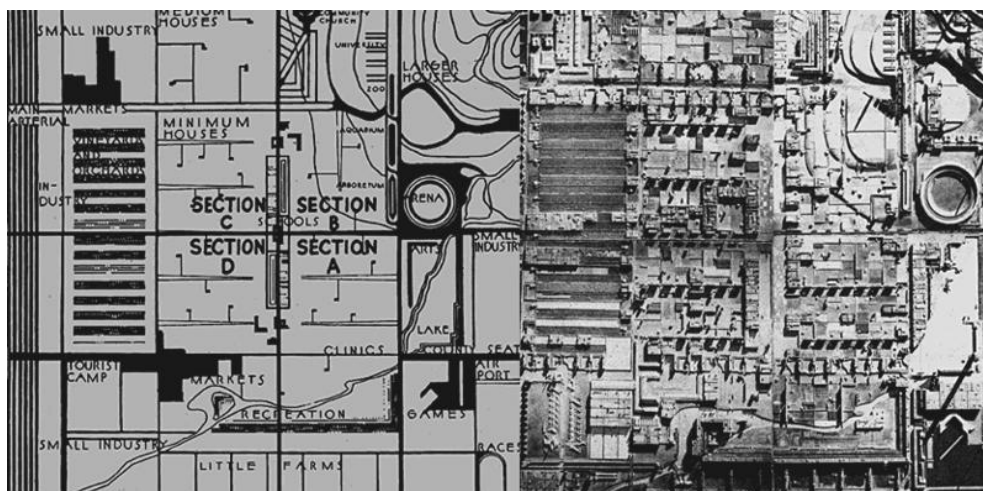 COMMUNITY
CHURCH
MEDIUM
HOUSES
SMALL INDUSTRY
UNIVERSITY
ZOO
LARGER
HOUSES
MAIN
ARTERIAL
MARKETS
MINIMUM
HOUSES
AQUARIUM
VINEYARDS
AND
ORCHARDS
IN-
DUSTRY
ARBORETUM
ARENA
SECTION
C
SECTION
B
SCHOOLS
SECTION
D
SECTION
A
ARTS
SMALL
INDUSTRY
LAKE
CLINICS
COUNTY SEAT
TOURIST
CAMP
MARKETS
AIR
PORT
RECREATION
GAMES
SMALL INDUSTRY
RACES
LITTLE FARMS